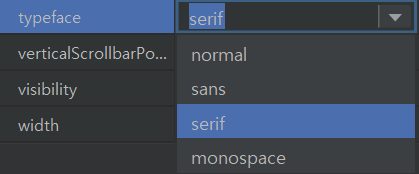 typeface serif
verticalScrollbarPo... normal
visibility sans
serif
width
monospace